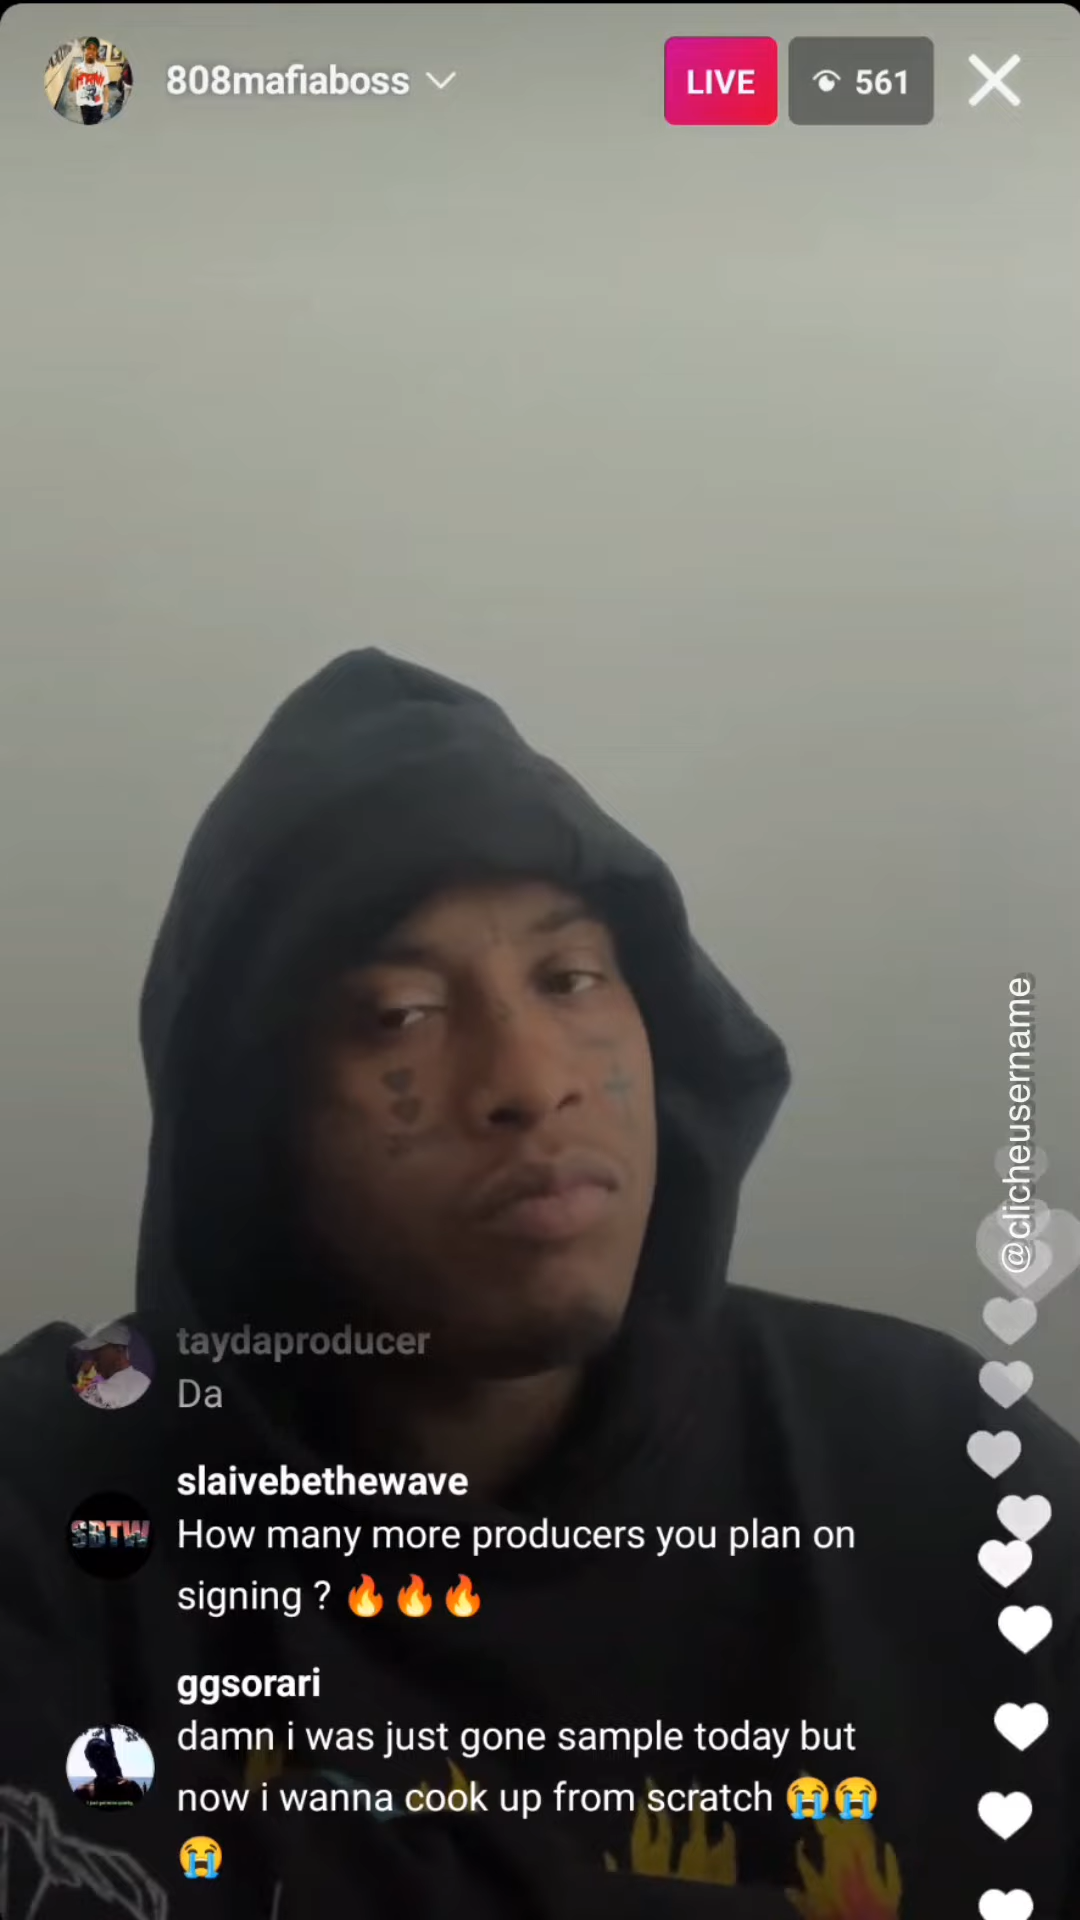 808mafiaboss
LIVE
561
@clicheusername
taydaproducer
Da
slaivebethewave
SBTW
How many more producers you plan on
signing ? 🔥🔥🔥
ggsorari
damn i was just gone sample today but
now i wanna cook up from scratch 😭😭
😭